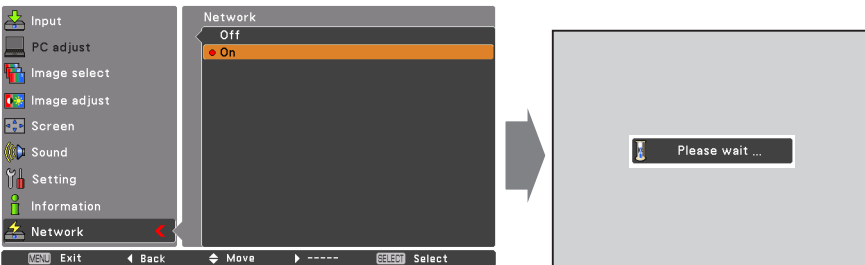 Input
PC adjust
Image select
Image adjust
Screen
Sound
Setting
Information
Network
Network
Off
On
MENU Exit Back Move ----- SELECT Select
Please wait ...